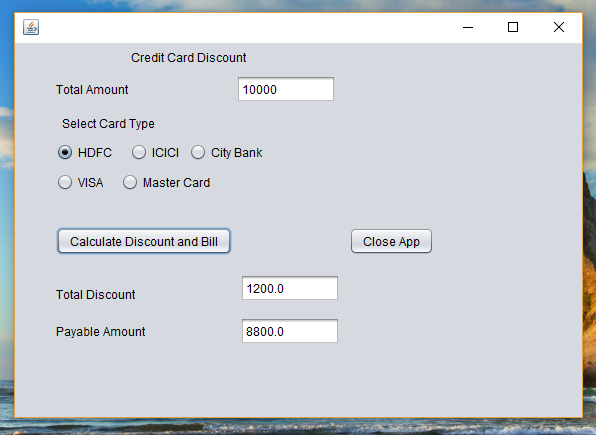 Credit Card Discount
Total Amount 10000
Select Card Type
HDFC ICICI City Bank
VISA Master Card
Calculate Discount and Bill Close App
Total Discount 1200.0
Payable Amount 8800.0